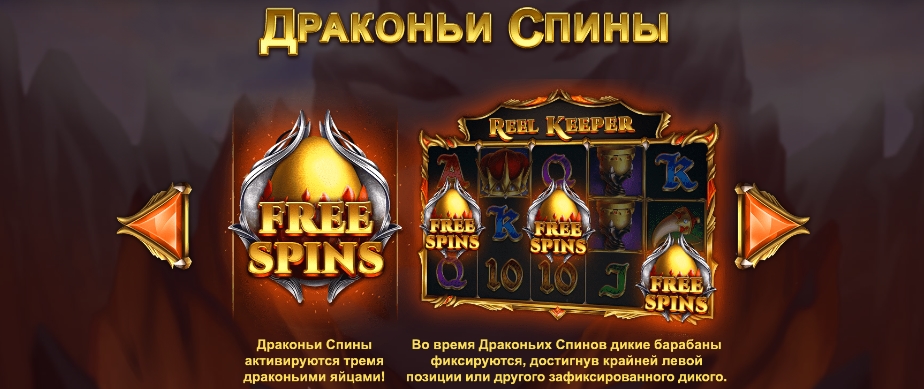 Драконьи Спины
FREE
SPINS
REEL KEEPER
A
Q
K
FREE
SPINS
K
FREE
SPINS
Q
10
10
J
FREE
SPINS
Драконьи Спины
активируются тремя
драконьими яйцами!
Во время Драконьих Спинов дикие барабаны
фиксируются, достигнув крайней левой
позиции или другого зафиксированного дикого.